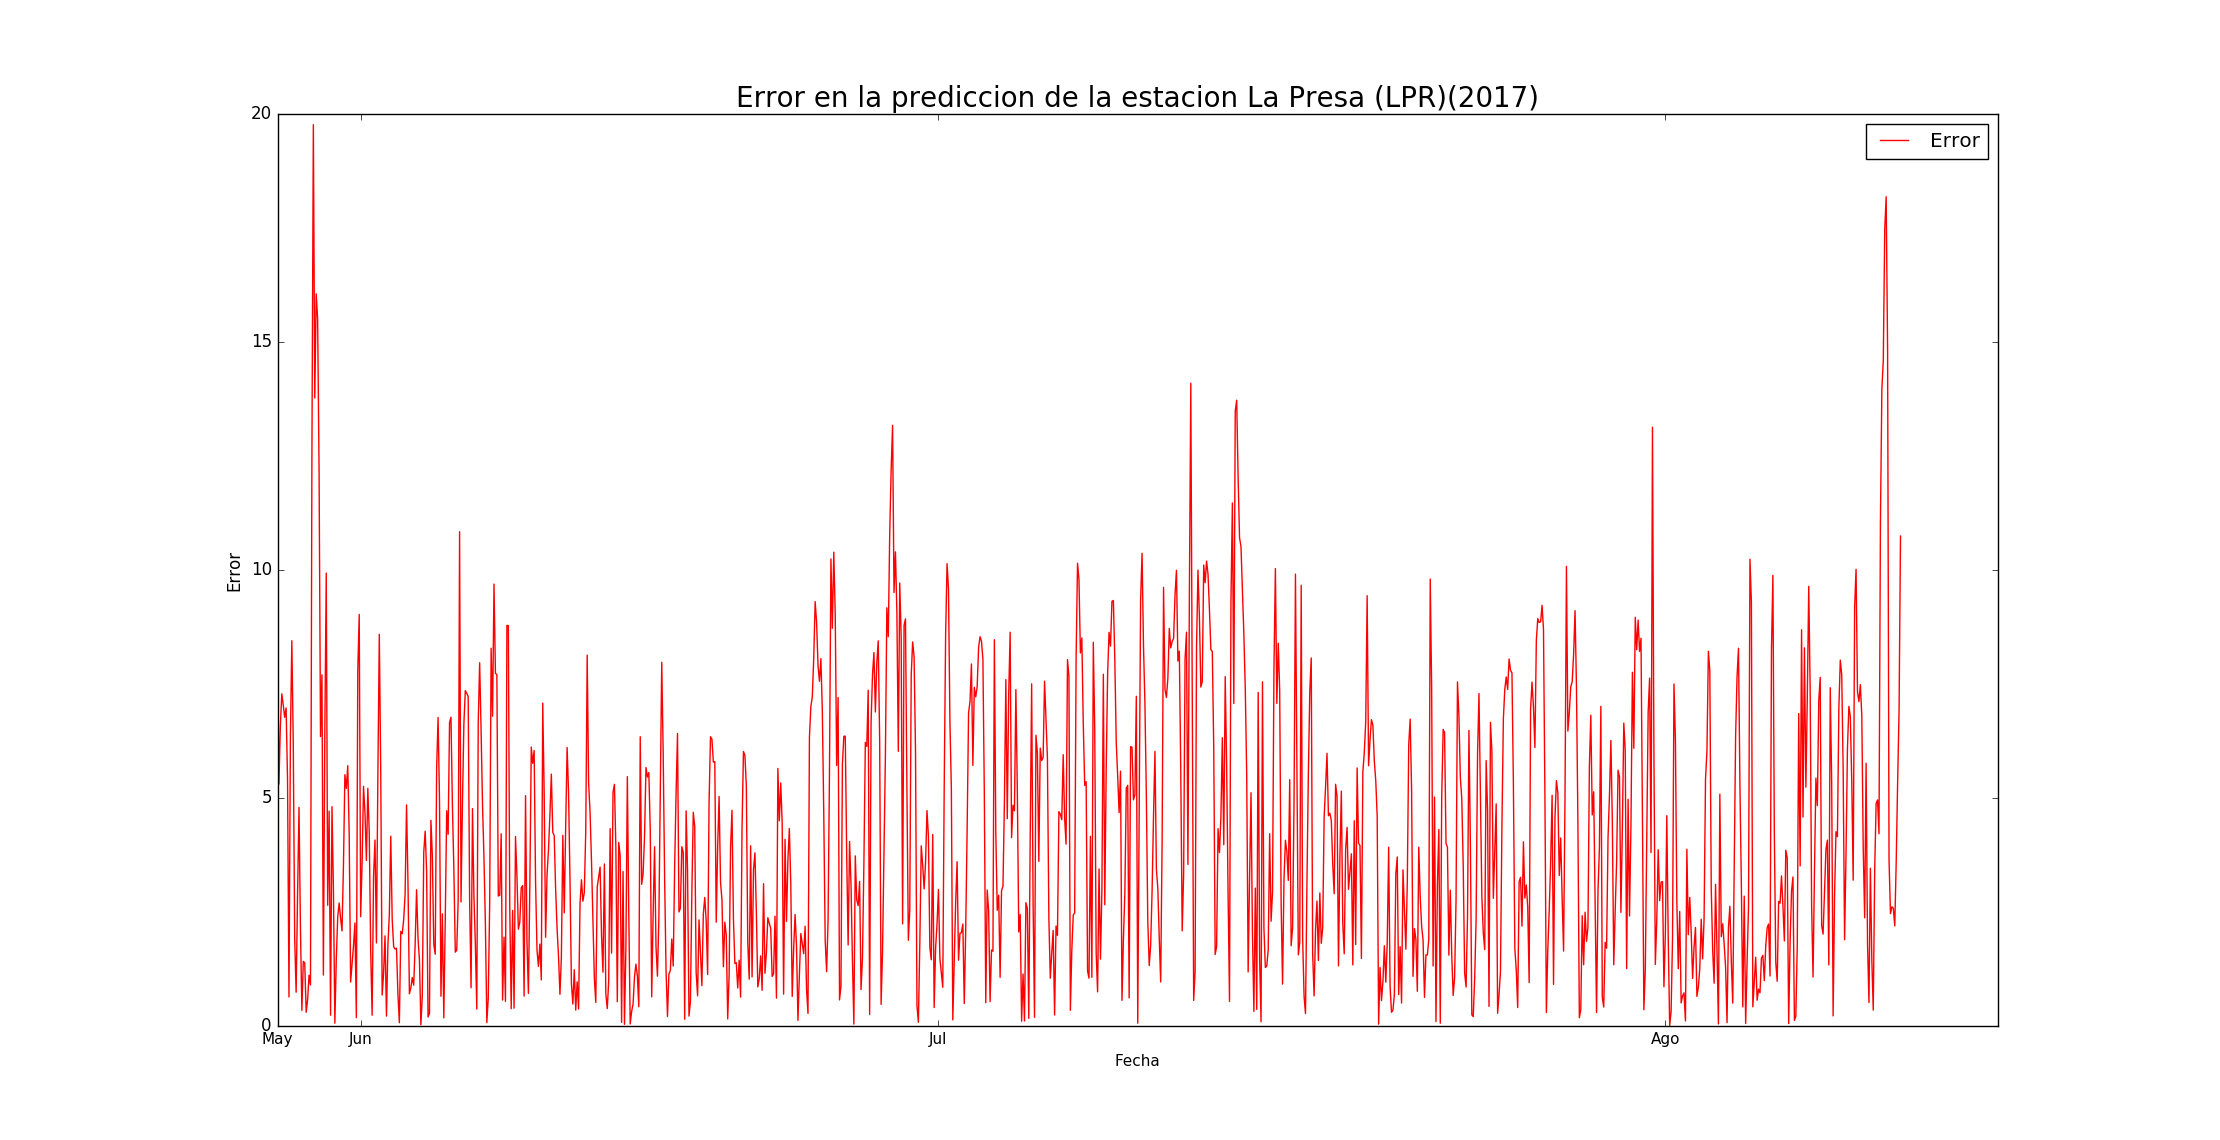 Error en la prediccion de la estacion La Presa (LPR)(2017)
20
Error
15
10
Error
5
0
May Jun Jul Ago
Fecha